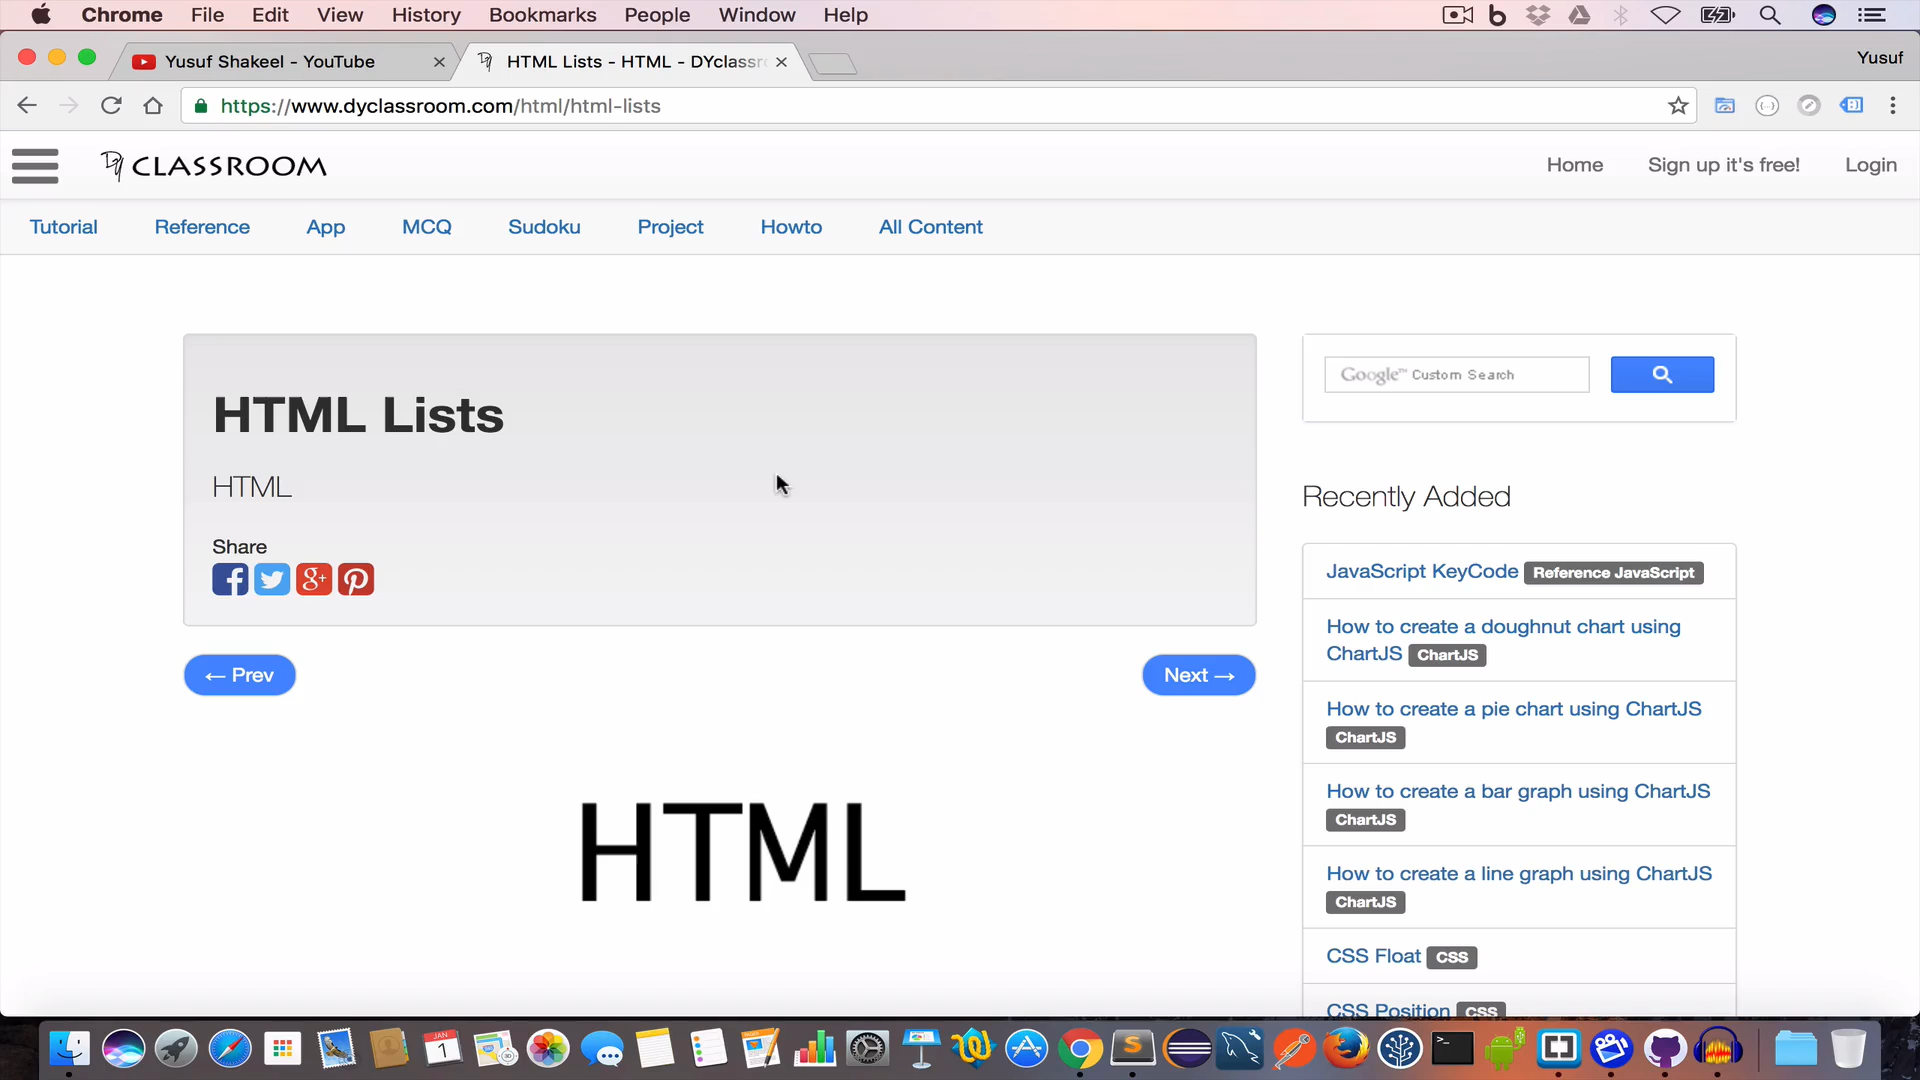 Chrome File Edit View History Bookmarks People Window Help
Yusuf Shakeel - YouTube
HTML Lists - HTML - DYclassr
Yusuf
https://www.dyclassroom.com/html/html-lists
DY CLASSROOM
Home Sign up it's free! Login
Tutorial Reference App MCQ Sudoku Project Howto All Content
HTML Lists
HTML
Share
← Prev
Next →
HTML
Google™ Custom Search
Recently Added
JavaScript KeyCode Reference JavaScript
How to create a doughnut chart using
ChartJS ChartJS
How to create a pie chart using ChartJS
ChartJS
How to create a bar graph using ChartJS
ChartJS
How to create a line graph using ChartJS
ChartJS
CSS Float CSS
CSS Position CSS
JAN
1